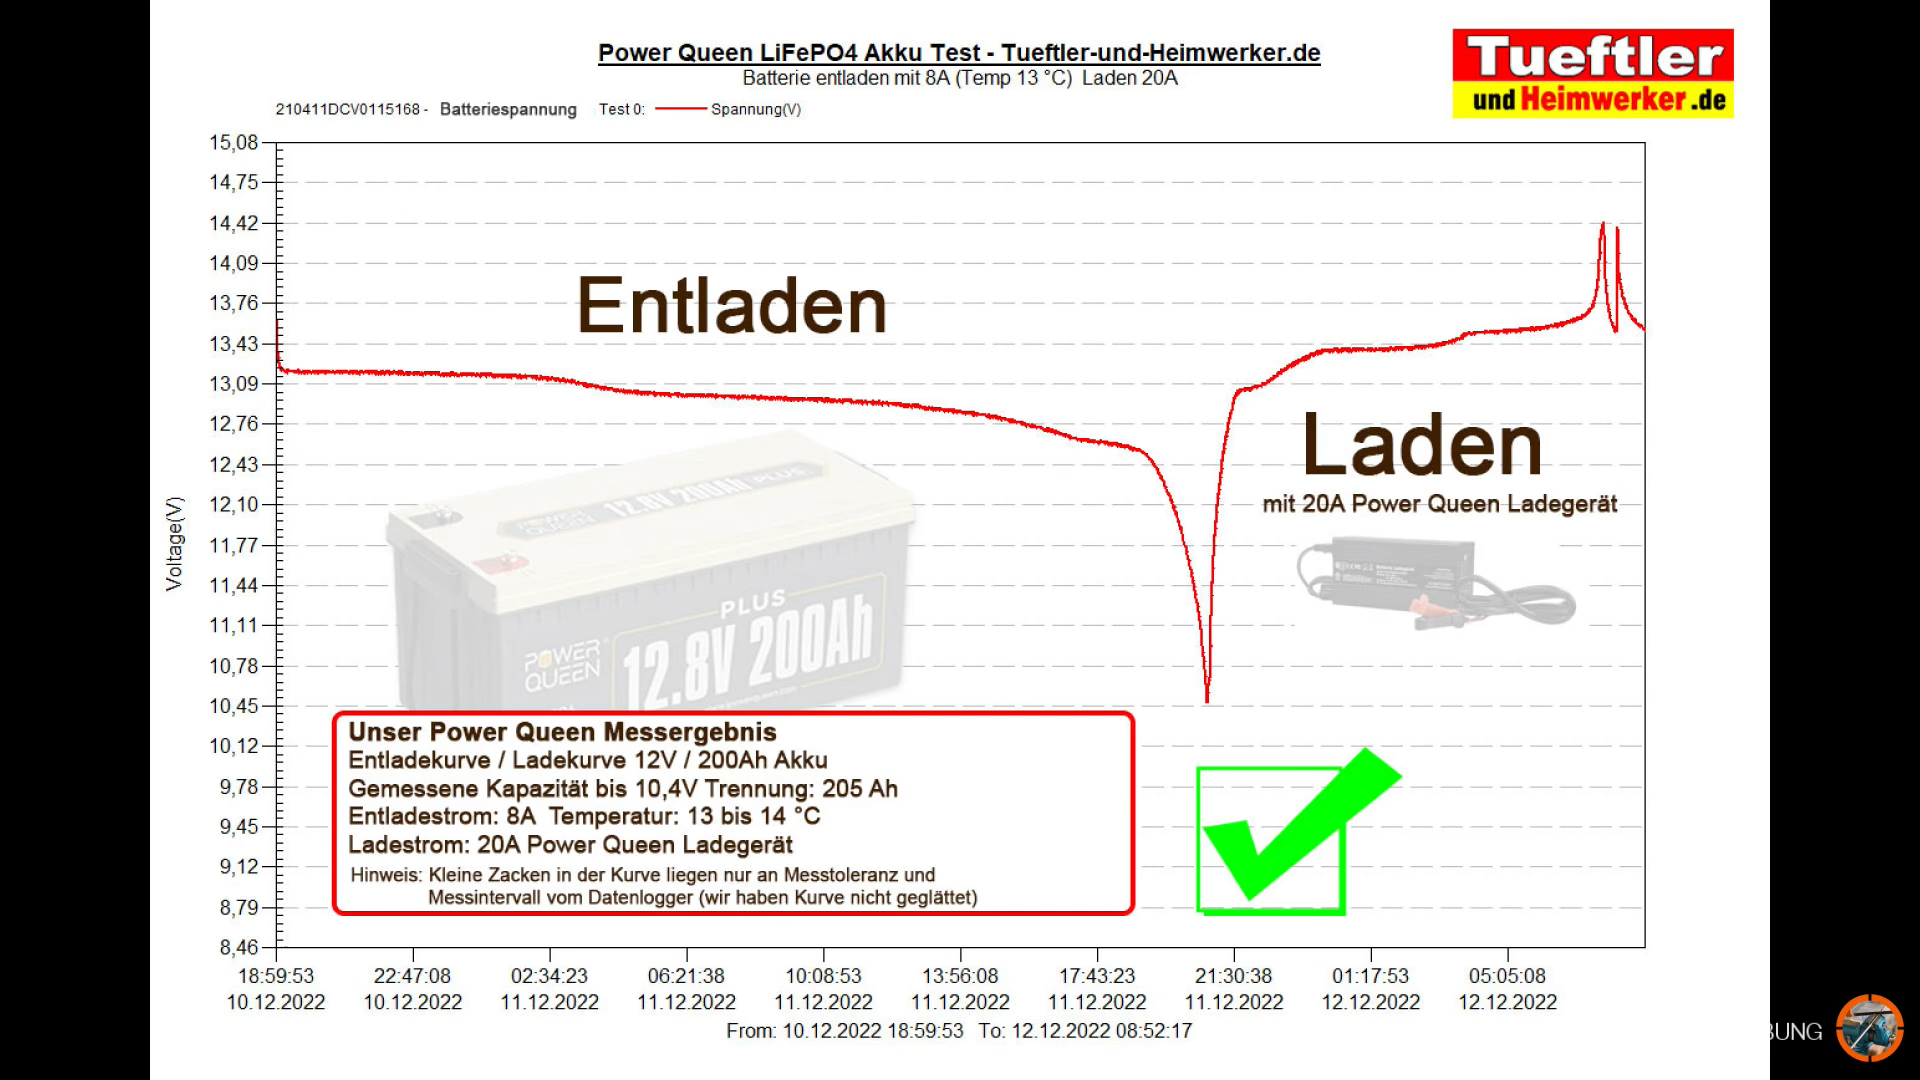 Power Queen LiFePO4 Akku Test - Tueftler-und-Heimwerker.de
Batterie entladen mit 8A (Temp 13 °C) Laden 20A
Tueftler
und Heimwerker.de
210411DCV0115168 - Batteriespannung Test 0: Spannung(V)
15,08
14,75
14,42
14,09
13,76
13,43
13,09
12,76
12,43
12,10
11,77
11,44
11,11
10,78
10,45
10,12
9,78
9,45
9,12
8,79
8,46
Voltage(V)
Entladen
Laden
mit 20A Power Queen Ladegerät
12.8V 200Ah PLUS
PLUS
POWER QUEEN
12.8V 200Ah
Unser Power Queen Messergebnis
Entladekurve / Ladekurve 12V / 200Ah Akku
Gemessene Kapazität bis 10,4V Trennung: 205 Ah
Entladestrom: 8A Temperatur: 13 bis 14 °C
Ladestrom: 20A Power Queen Ladegerät
Hinweis: Kleine Zacken in der Kurve liegen nur an Messtoleranz und
Messintervall vom Datenlogger (wir haben Kurve nicht geglättet)
18:59:53 22:47:08 02:34:23 06:21:38 10:08:53 13:56:08 17:43:23 21:30:38 01:17:53 05:05:08
10.12.2022 10.12.2022 11.12.2022 11.12.2022 11.12.2022 11.12.2022 11.12.2022 11.12.2022 12.12.2022 12.12.2022
From: 10.12.2022 18:59:53 To: 12.12.2022 08:52:17
BUNG